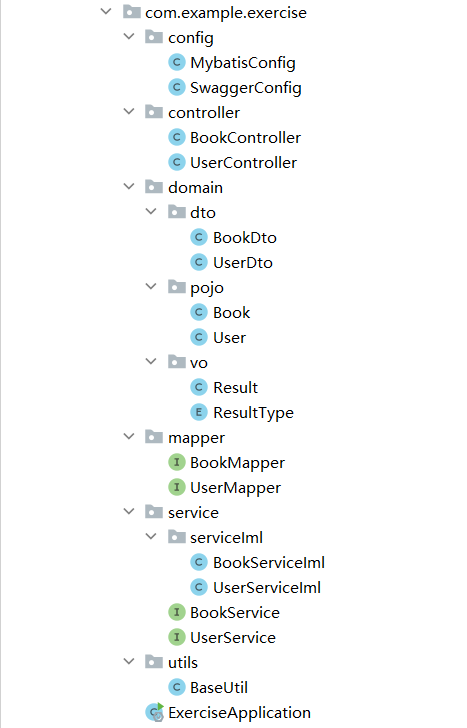 com.example.exercise
config
MybatisConfig
SwaggerConfig
controller
BookController
UserController
domain
dto
BookDto
UserDto
pojo
Book
User
vo
Result
ResultType
mapper
BookMapper
UserMapper
service
serviceIml
BookServiceIml
UserServiceIml
BookService
UserService
utils
BaseUtil
ExerciseApplication